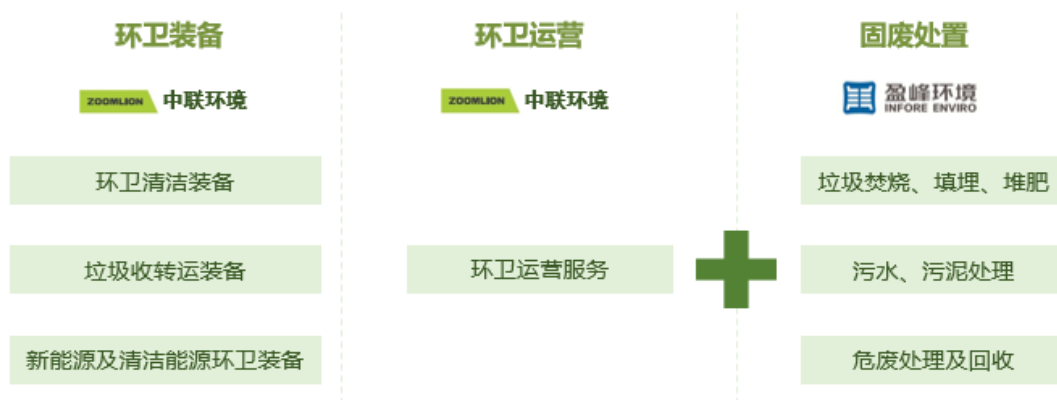 环卫装备
ZOOMLION 中联环境
环卫清洁装备
垃圾收转运装备
新能源及清洁能源环卫装备
环卫运营
ZOOMLION 中联环境
环卫运营服务
固废处置
盈峰环境
INFORE ENVIRO
垃圾焚烧、填埋、堆肥
污水、污泥处理
危废处理及回收